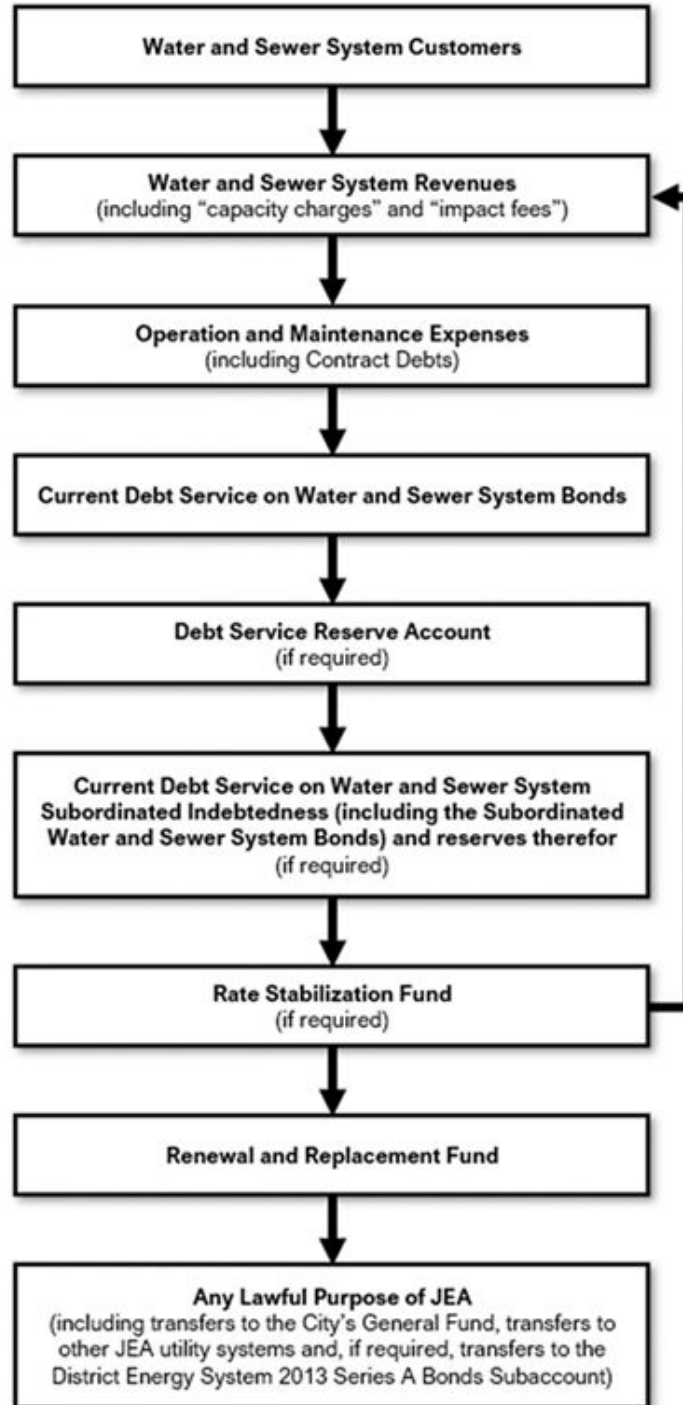 Water and Sewer System Customers
Water and Sewer System Revenues
(including “capacity charges” and “impact fees”)
Operation and Maintenance Expenses
(including Contract Debts)
Current Debt Service on Water and Sewer System Bonds
Debt Service Reserve Account
(if required)
Current Debt Service on Water and Sewer System
Subordinated Indebtedness (including the Subordinated
Water and Sewer System Bonds) and reserves therefor
(if required)
Rate Stabilization Fund
(if required)
Renewal and Replacement Fund
Any Lawful Purpose of JEA
(including transfers to the City’s General Fund, transfers to
other JEA utility systems and, if required, transfers to the
District Energy System 2013 Series A Bonds Subaccount)